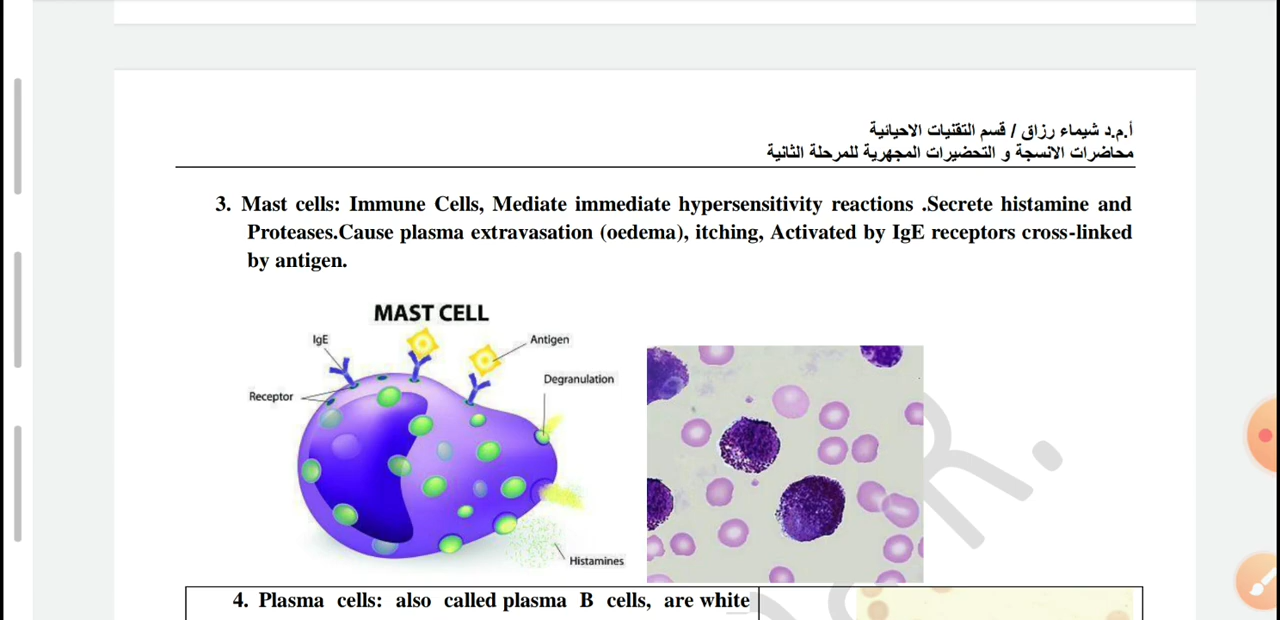 أ.م.د شيماء رزاق / قسم التقنيات الاحيائية
محاضرات الانسجة و التحضيرات المجهرية للمرحلة الثانية
3. Mast cells: Immune Cells, Mediate immediate hypersensitivity reactions .Secrete histamine and
Proteases.Cause plasma extravasation (oedema), itching, Activated by IgE receptors cross-linked
by antigen.
MAST CELL
IgE
Antigen
Degranulation
Receptor
Histamines
4. Plasma cells: also called plasma B cells, are white